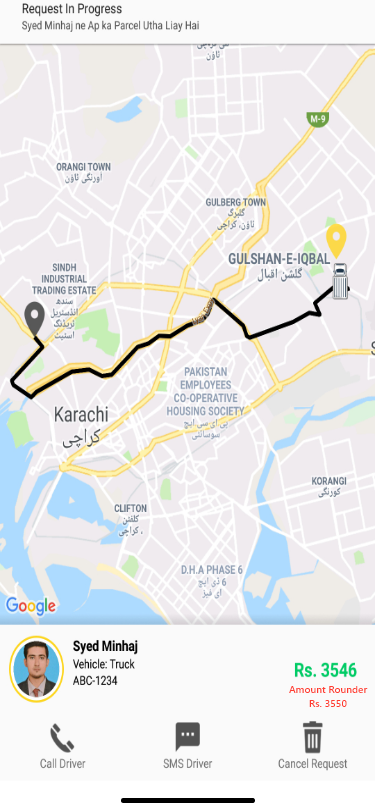 Request In Progress
Syed Minhaj ne Ap ka Parcel Utha Liay Hai
کراچی
ٹاؤن
M-9
ORANGI TOWN
اورنگی ٹاؤن
GULBERG TOWN
گلبرگ
ٹاؤن، کراچی
GULSHAN-E-IQBAL
گلشن اقبال
SINDH
INDUSTRIAL
TRADING ESTATE
سندھ
انڈسٹریل
ٹریڈنگ
اسٹیٹ
PAKISTAN
EMPLOYEES
CO-OPERATIVE
HOUSING SOCIETY
پی ای سی ایچ
سوسائٹی
Karachi
کراچی
S
KORANGI
کورنگی
CLIFTON
کلفٹن
، کراچی
D.H.A PHASE 6
ڈی ایچ 6
اے فیز
Google
Syed Minhaj
Vehicle: Truck
ABC-1234
Rs. 3546
Amount Rounder
Rs. 3550
Call Driver
SMS Driver
Cancel Request